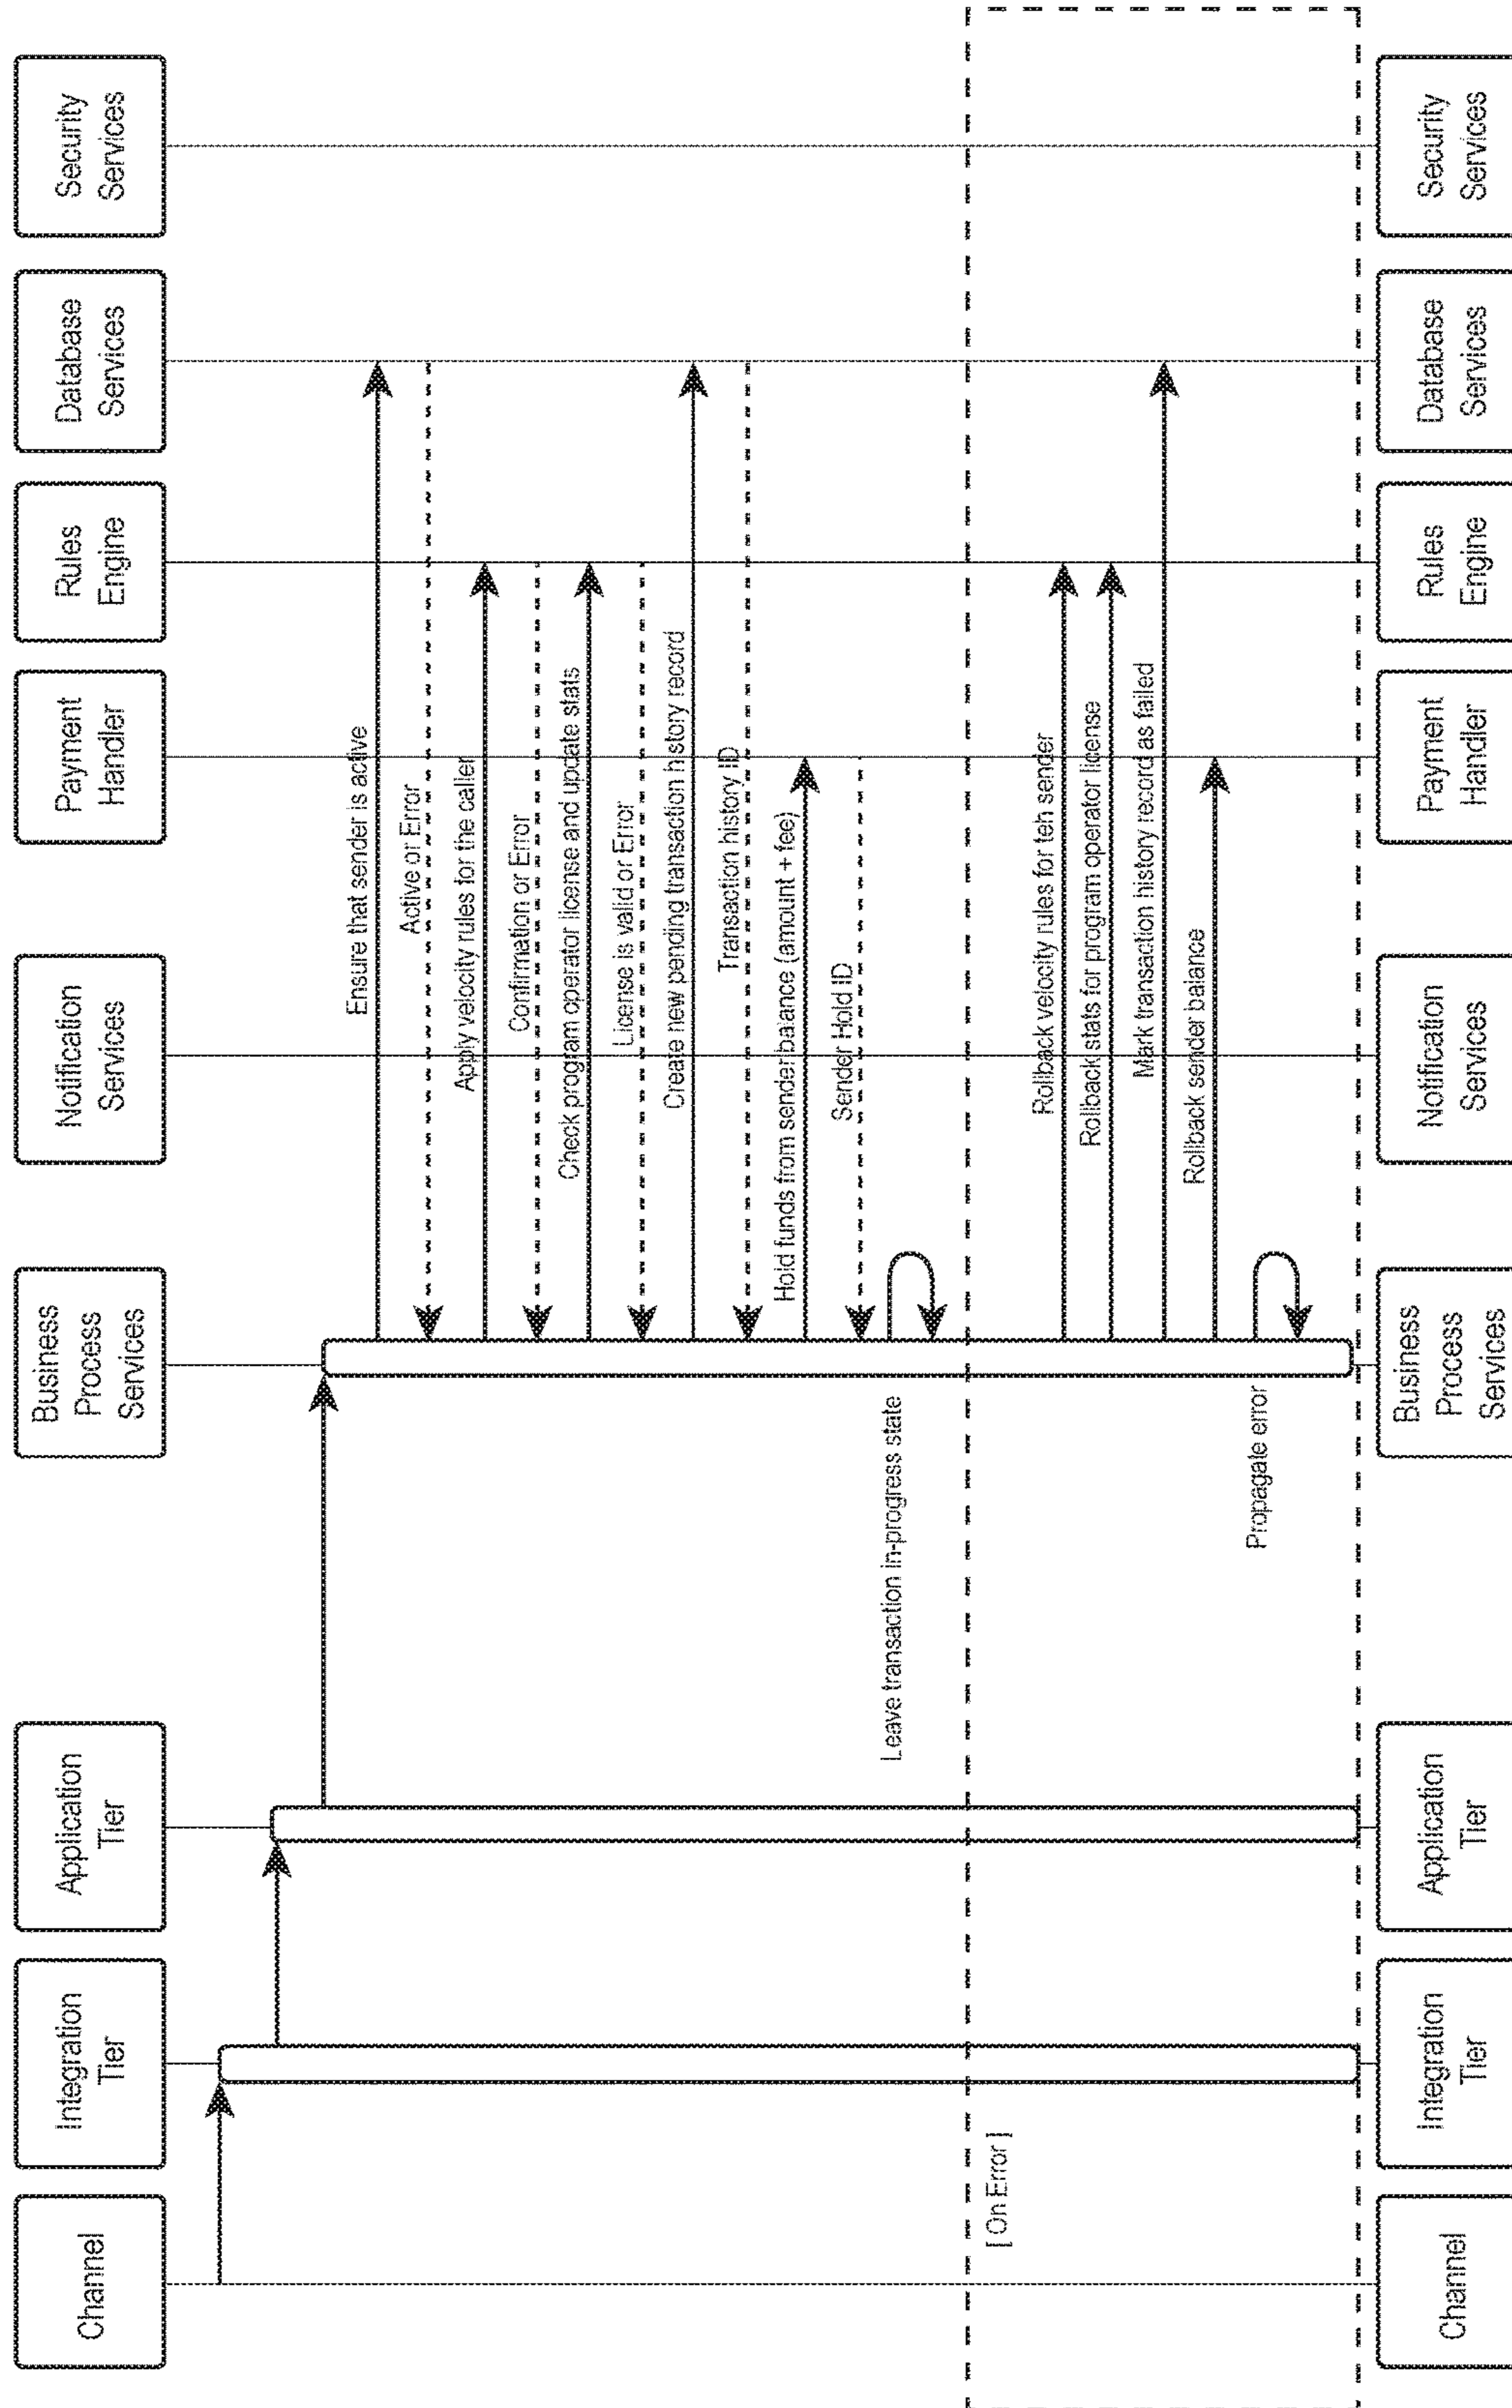 Channel
Integration
Tier
Application
Tier
Business
Process
Services
Notification
Services
Payment
Handler
Rules
Engine
Database
Services
Security
Services
Ensure that sender is active
Active or Error
Apply velocity rules for the caller
Confirmation or Error
Check program operator license and update stats
License is valid or Error
Create new pending transaction history record
Transaction history ID
Hold funds from sender balance (amount + fee)
Sender Hold ID
Leave transaction in-progress state
[ On Error ]
Rollback velocity rules for teh sender
Rollback stats for program operator license
Mark transaction history record as failed
Rollback sender balance
Propagate error
Channel
Integration
Tier
Application
Tier
Business
Process
Services
Notification
Services
Payment
Handler
Rules
Engine
Database
Services
Security
Services